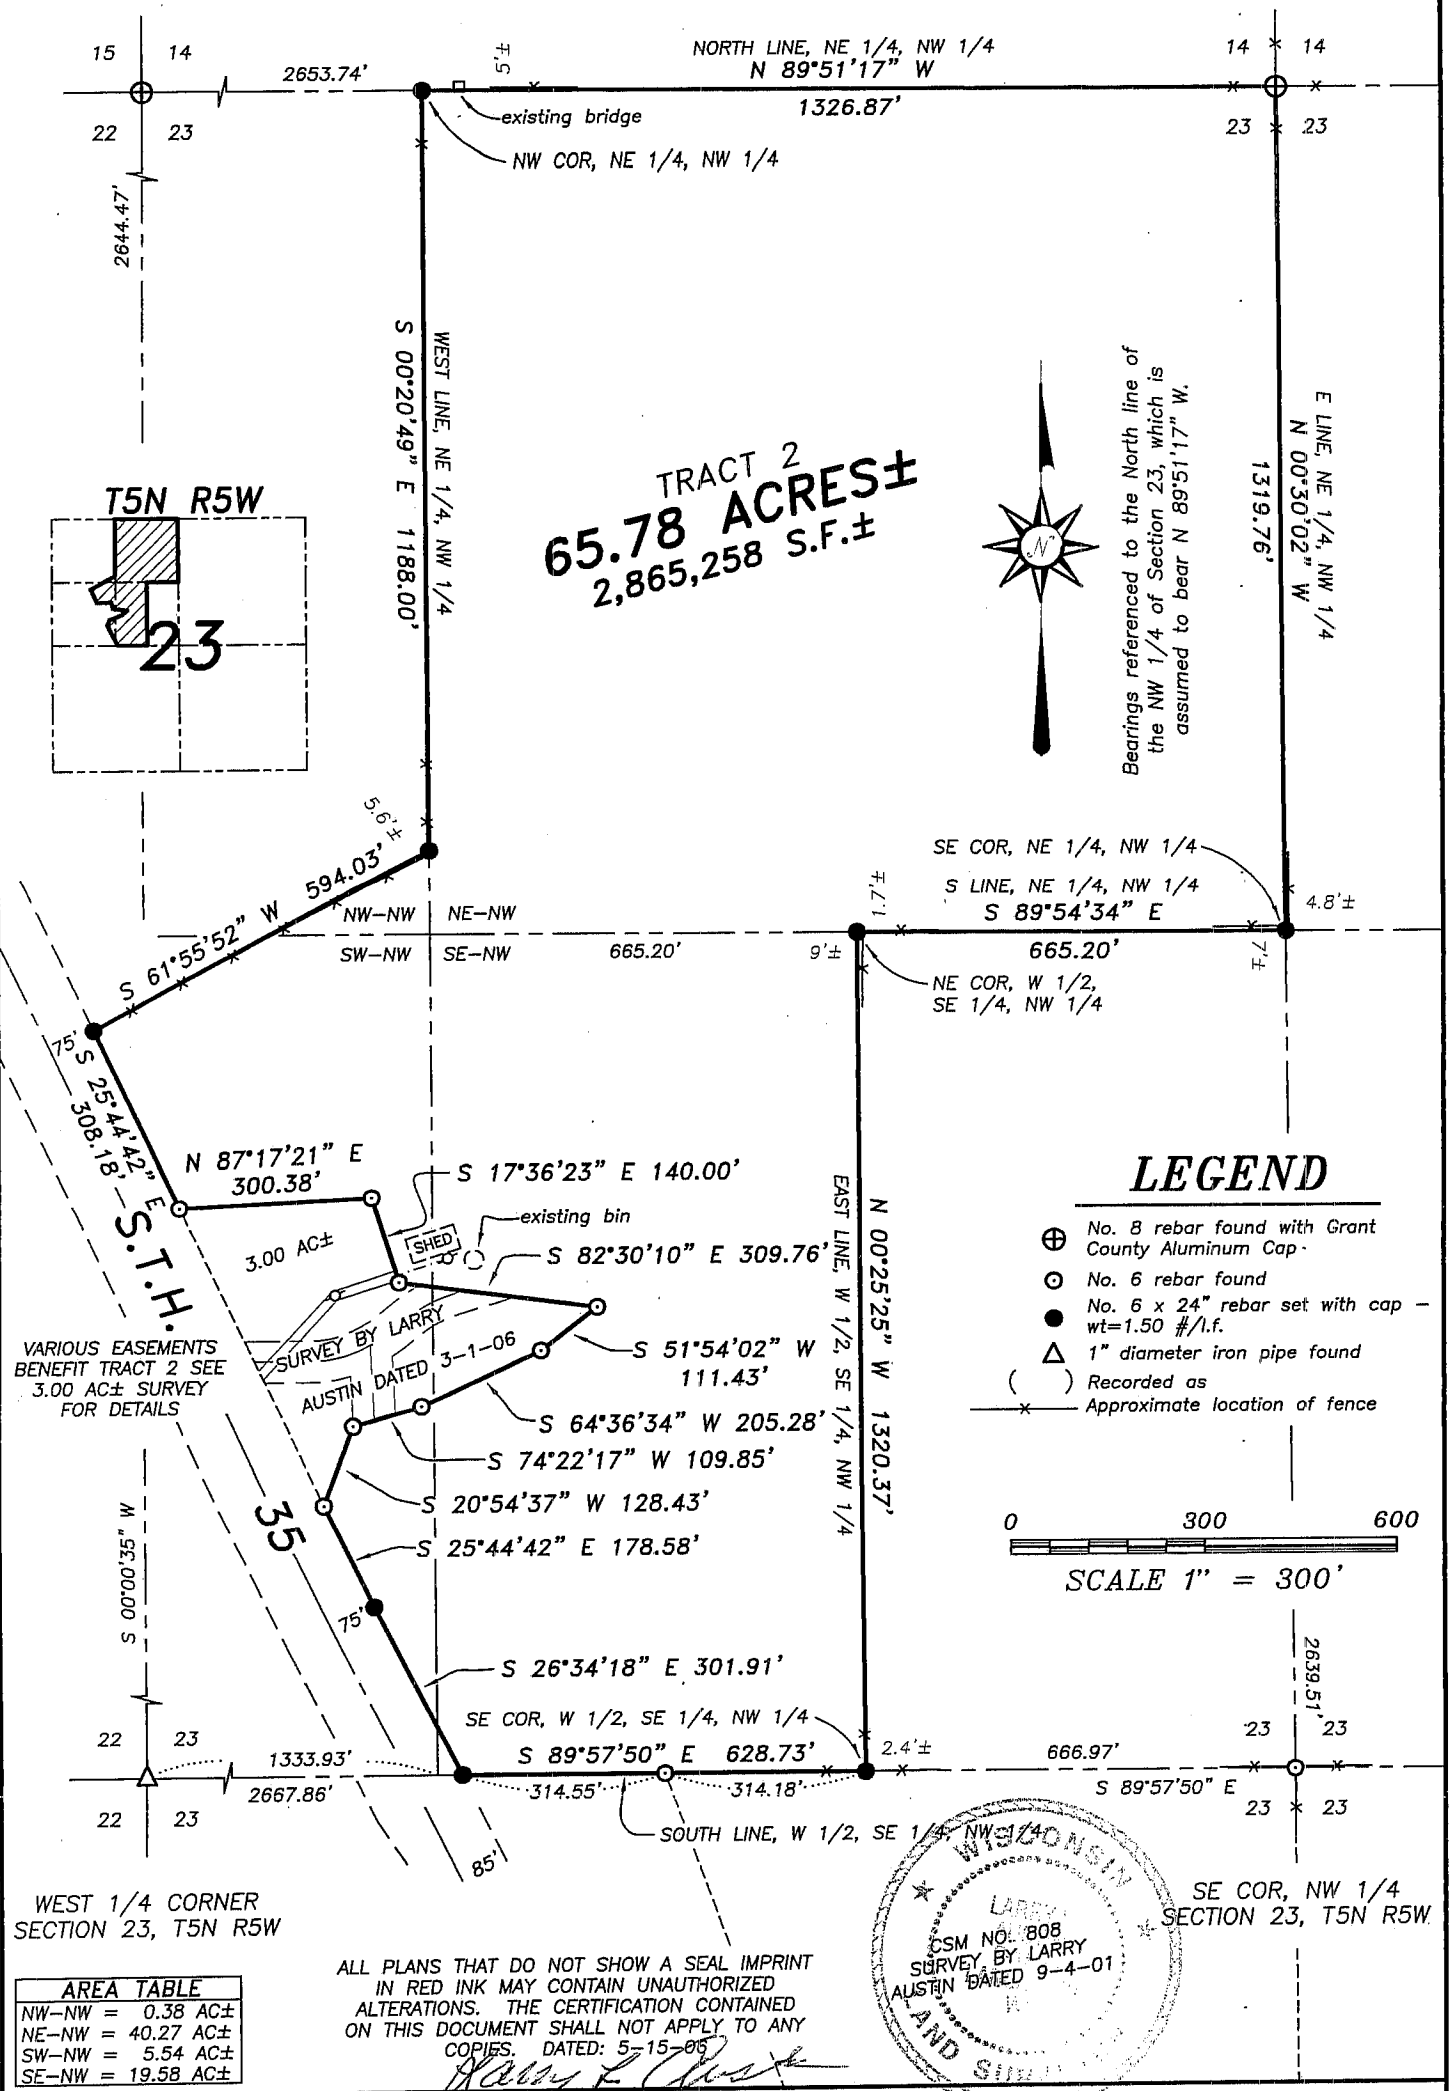 15 14
22 23
2653.74'
5'±
NORTH LINE, NE 1/4, NW 1/4
N 89°51'17" W
1326.87'
14 14
23 23
existing bridge
NW COR, NE 1/4, NW 1/4
2644.47'
WEST LINE, NE 1/4, NW 1/4
S 00°20'49" E 1188.00'
TRACT 2
65.78 ACRES±
2,865,258 S.F.±
N
Bearings referenced to the North line of
the NW 1/4 of Section 23, which is
assumed to bear N 89°51'17" W.
E LINE, NE 1/4, NW 1/4
N 00°30'02" W
1319.76'
T5N R5W
23
5.6'±
S 61°55'52" W 594.03'
NW-NW NE-NW
SW-NW SE-NW
665.20'
1.7'±
9'±
SE COR, NE 1/4, NW 1/4
S LINE, NE 1/4, NW 1/4
S 89°54'34" E
665.20'
4.8'±
7'±
NE COR, W 1/2,
SE 1/4, NW 1/4
75'
S 25°44'42" E
308.18'
N 87°17'21" E
300.38'
S 17°36'23" E 140.00'
existing bin
SHED
3.00 AC±
S 82°30'10" E 309.76'
S.T.H.
35
SURVEY BY LARRY
AUSTIN DATED 3-1-06
S 51°54'02" W
111.43'
S 64°36'34" W 205.28'
S 74°22'17" W 109.85'
S 20°54'37" W 128.43'
S 25°44'42" E 178.58'
75'
S 26°34'18" E 301.91'
VARIOUS EASEMENTS
BENEFIT TRACT 2 SEE
3.00 AC± SURVEY
FOR DETAILS
S 00°00'35" W
EAST LINE, W 1/2, SE 1/4, NW 1/4
N 00°25'25" W 1320.37'
LEGEND
No. 8 rebar found with Grant
County Aluminum Cap
No. 6 rebar found
No. 6 x 24" rebar set with cap -
wt=1.50 #/l.f.
1" diameter iron pipe found
( ) Recorded as
Approximate location of fence
0 300 600
SCALE 1" = 300'
2639.51'
SE COR, W 1/2, SE 1/4, NW 1/4
S 89°57'50" E 628.73'
2.4'±
666.97'
S 89°57'50" E
23 23
23 23
22 23
22 23
1333.93'
2667.86'
314.55' 314.18'
SOUTH LINE, W 1/2, SE 1/4, NW 1/4
85'
WEST 1/4 CORNER
SECTION 23, T5N R5W
SE COR, NW 1/4
SECTION 23, T5N R5W
WISCONSIN
LARRY
CSM NO. 808
SURVEY BY LARRY
AUSTIN DATED 9-4-01
LAND
AREA TABLE
NW-NW = 0.38 AC±
NE-NW = 40.27 AC±
SW-NW = 5.54 AC±
SE-NW = 19.58 AC±
ALL PLANS THAT DO NOT SHOW A SEAL IMPRINT
IN RED INK MAY CONTAIN UNAUTHORIZED
ALTERATIONS. THE CERTIFICATION CONTAINED
ON THIS DOCUMENT SHALL NOT APPLY TO ANY
COPIES. DATED: 5-15-06
Larry L Austin